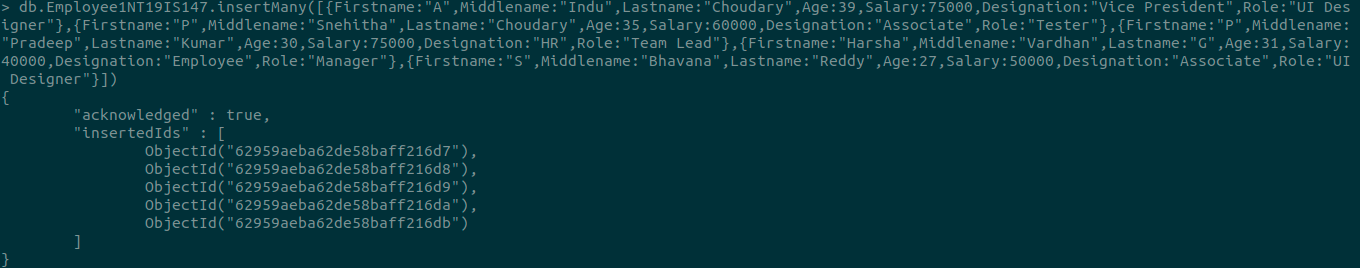 > db.Employee1NT19IS147.insertMany([{Firstname:"A",Middlename:"Indu",Lastname:"Choudary",Age:39,Salary:75000,Designation:"Vice President",Role:"UI Des
igner"},{Firstname:"P",Middlename:"Snehitha",Lastname:"Choudary",Age:35,Salary:60000,Designation:"Associate",Role:"Tester"},{Firstname:"P",Middlename:
"Pradeep",Lastname:"Kumar",Age:30,Salary:75000,Designation:"HR",Role:"Team Lead"},{Firstname:"Harsha",Middlename:"Vardhan",Lastname:"G",Age:31,Salary:
40000,Designation:"Employee",Role:"Manager"},{Firstname:"S",Middlename:"Bhavana",Lastname:"Reddy",Age:27,Salary:50000,Designation:"Associate",Role:"UI
 Designer"}])
{
        "acknowledged" : true,
        "insertedIds" : [
                ObjectId("62959aeba62de58baff216d7"),
                ObjectId("62959aeba62de58baff216d8"),
                ObjectId("62959aeba62de58baff216d9"),
                ObjectId("62959aeba62de58baff216da"),
                ObjectId("62959aeba62de58baff216db")
        ]
}